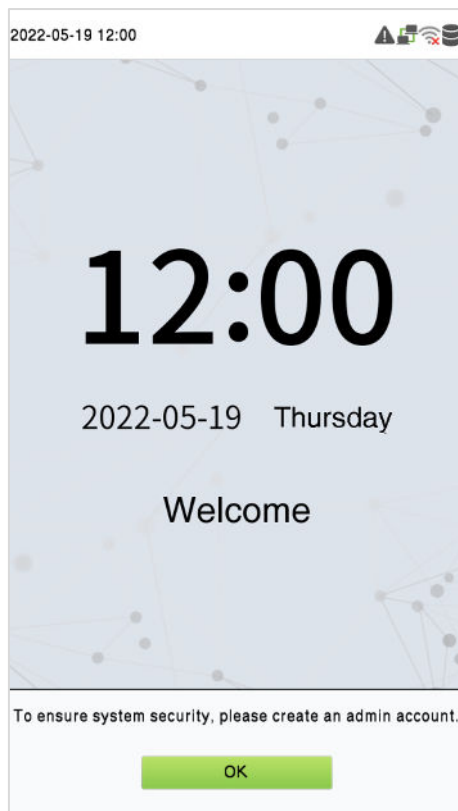 2022-05-19 12:00
12:00
2022-05-19 Thursday
Welcome
To ensure system security, please create an admin account.
OK